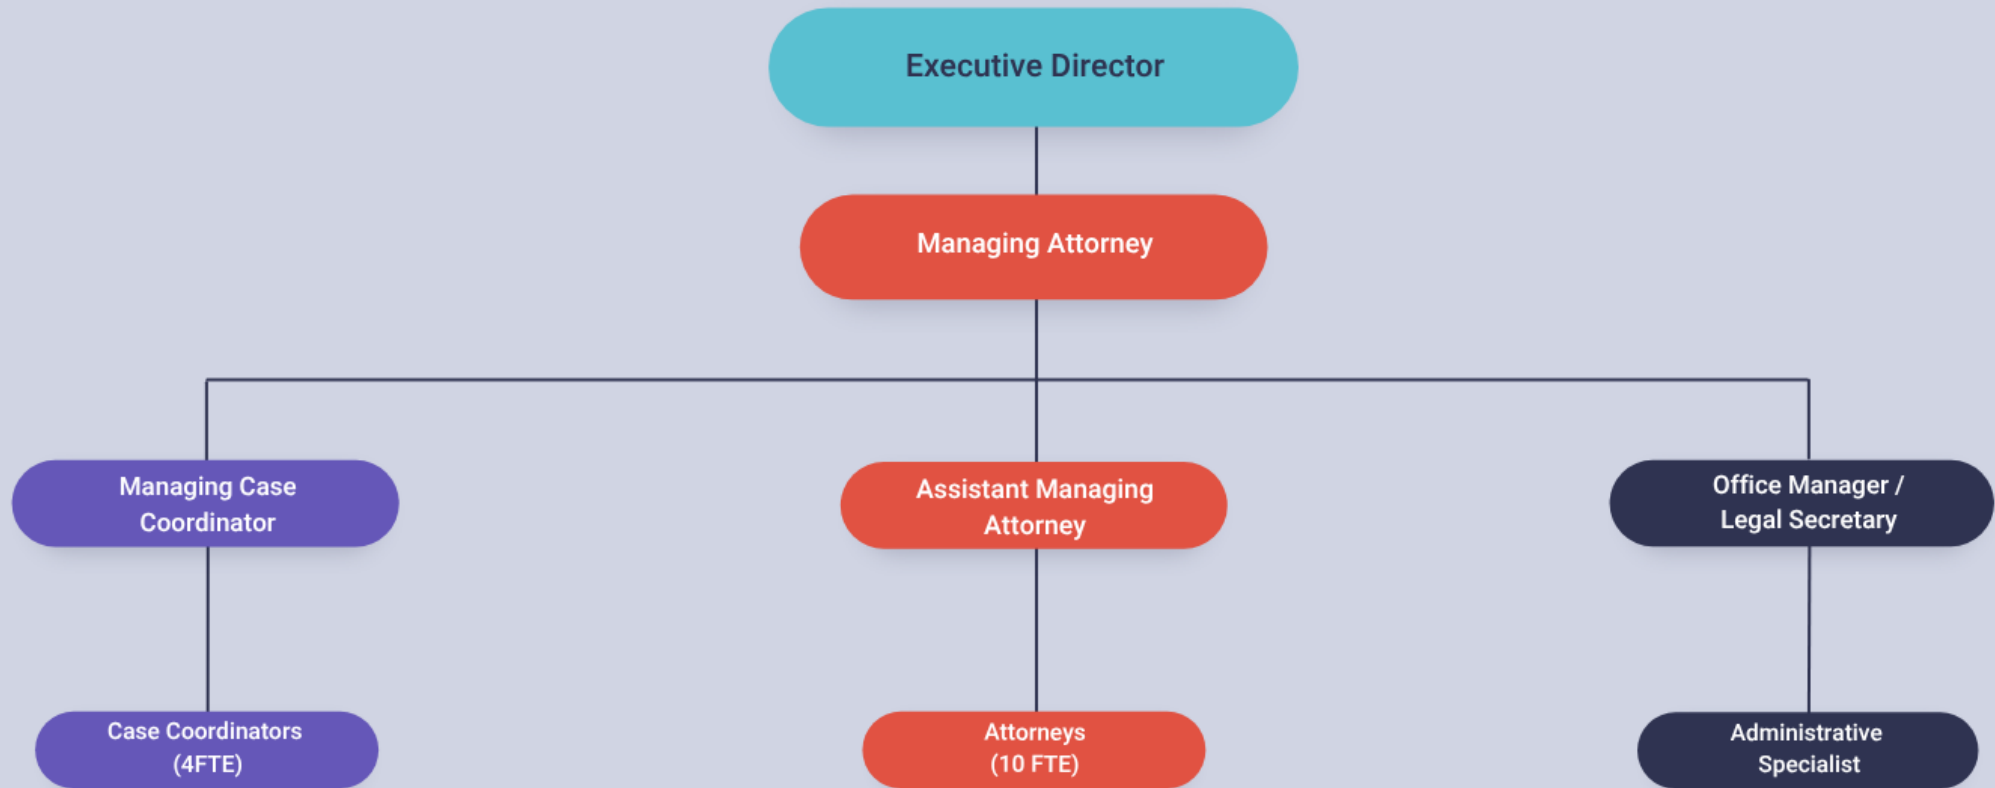 Executive Director
Managing Attorney
Managing Case
Coordinator
Assistant Managing
Attorney
Office Manager /
Legal Secretary
Case Coordinators
(4FTE)
Attorneys
(10 FTE)
Administrative
Specialist